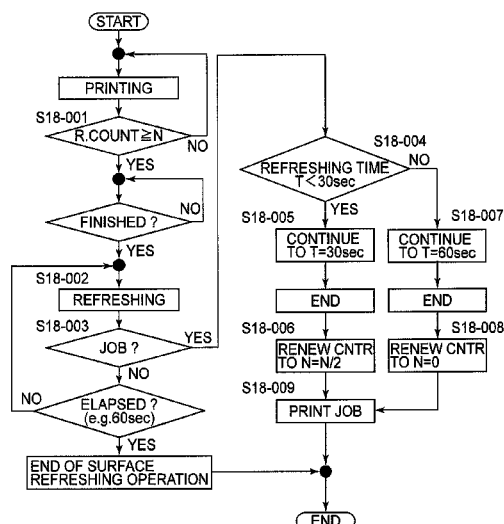 START
PRINTING
S18-001
R.COUNT≧N
NO
YES
FINISHED ?
NO
YES
S18-002
REFRESHING
S18-003
JOB ?
YES
NO
NO
ELAPSED ?
(e.g.60sec)
YES
END OF SURFACE
REFRESHING OPERATION
S18-004
REFRESHING TIME
T<30sec
NO
YES
S18-005
CONTINUE
TO T=30sec
END
S18-006
RENEW CNTR
TO N=N/2
S18-007
CONTINUE
TO T=60sec
END
S18-008
RENEW CNTR
TO N=0
S18-009
PRINT JOB
END